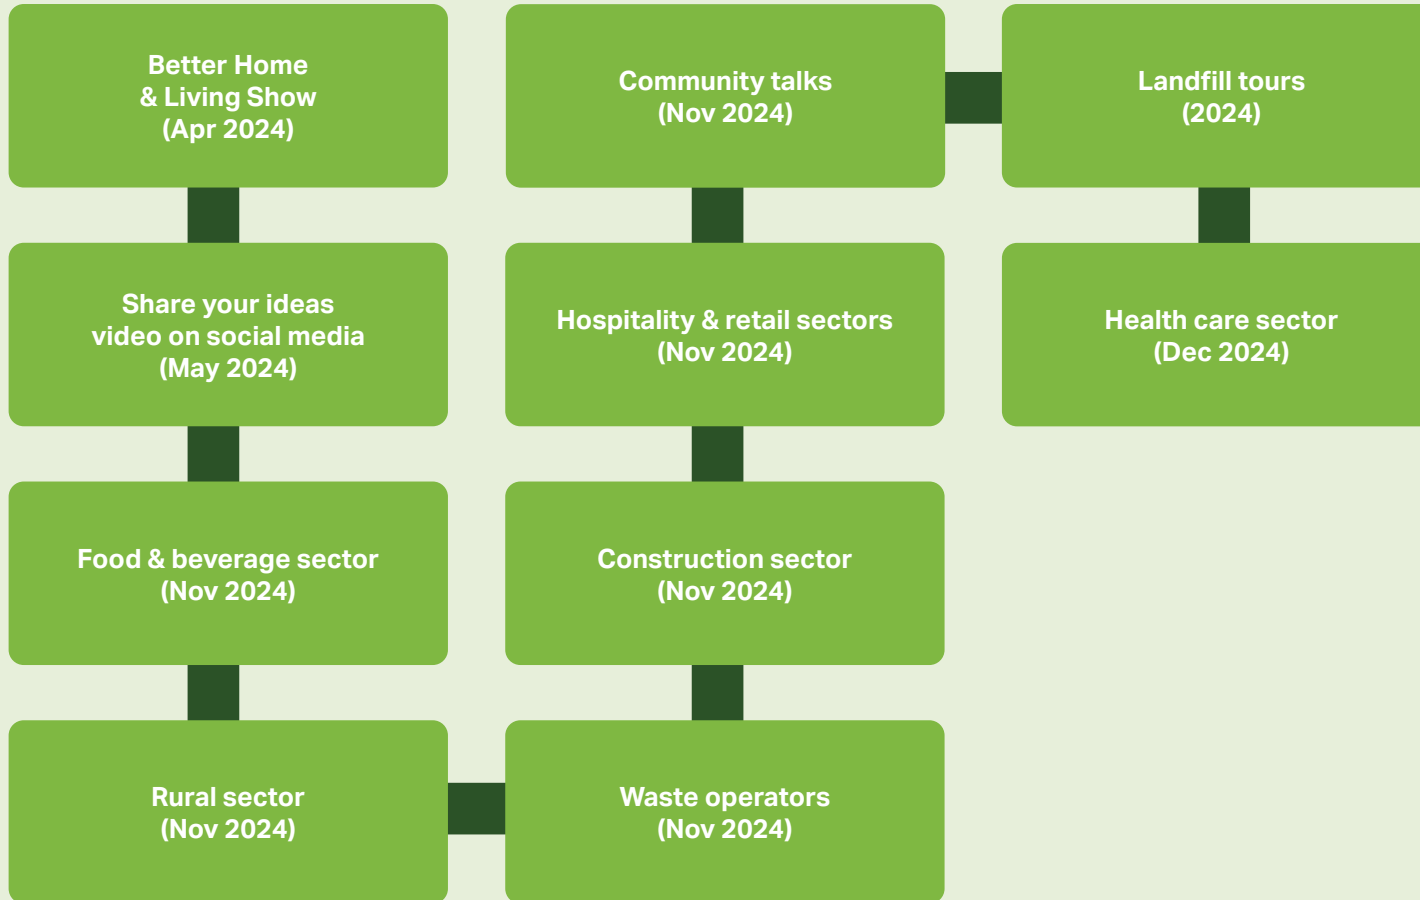 Better Home
& Living Show
(Apr 2024)
Share your ideas
video on social media
(May 2024)
Food & beverage sector
(Nov 2024)
Rural sector
(Nov 2024)
Waste operators
(Nov 2024)
Construction sector
(Nov 2024)
Hospitality & retail sectors
(Nov 2024)
Community talks
(Nov 2024)
Landfill tours
(2024)
Health care sector
(Dec 2024)